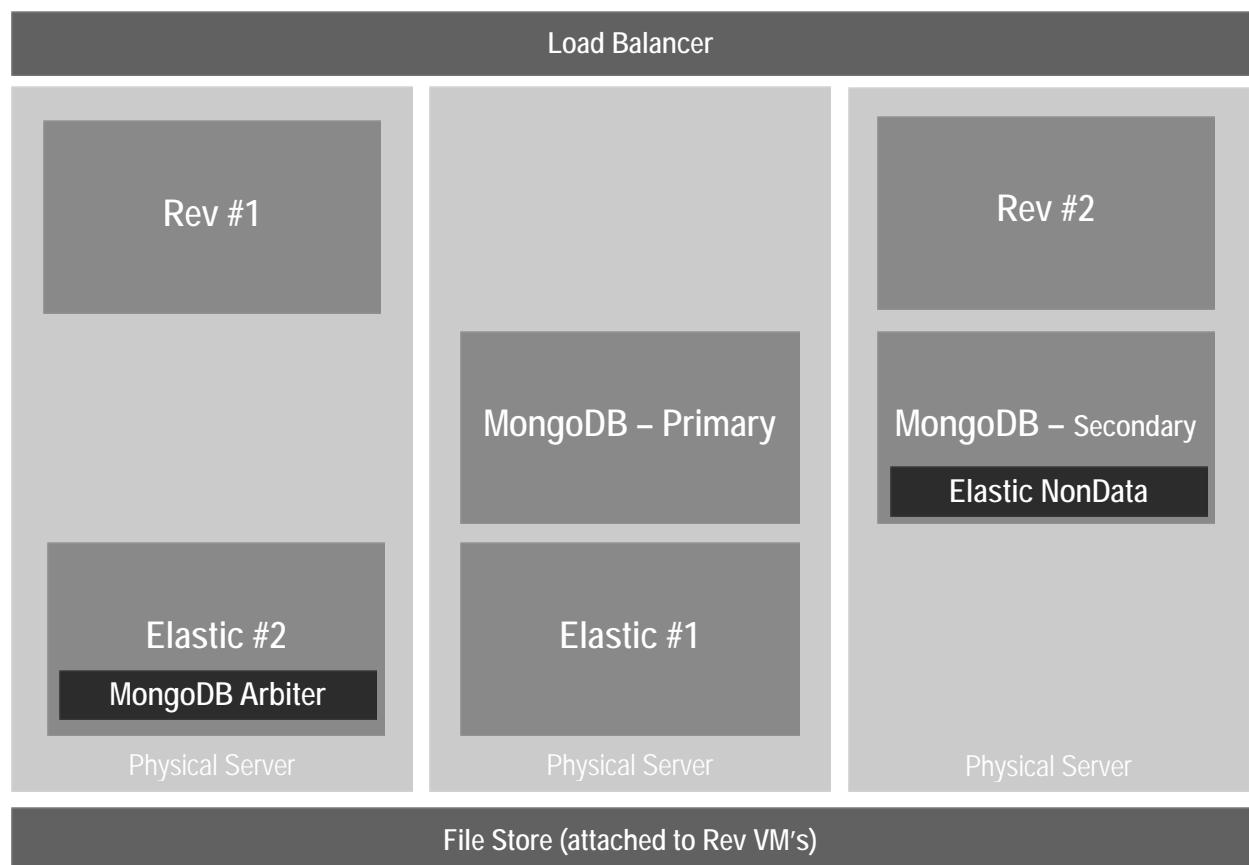 Load Balancer
Rev #1
Elastic #2
MongoDB Arbiter
Physical Server
MongoDB – Primary
Elastic #1
Physical Server
Rev #2
MongoDB – Secondary
Elastic NonData
Physical Server
File Store (attached to Rev VM's)